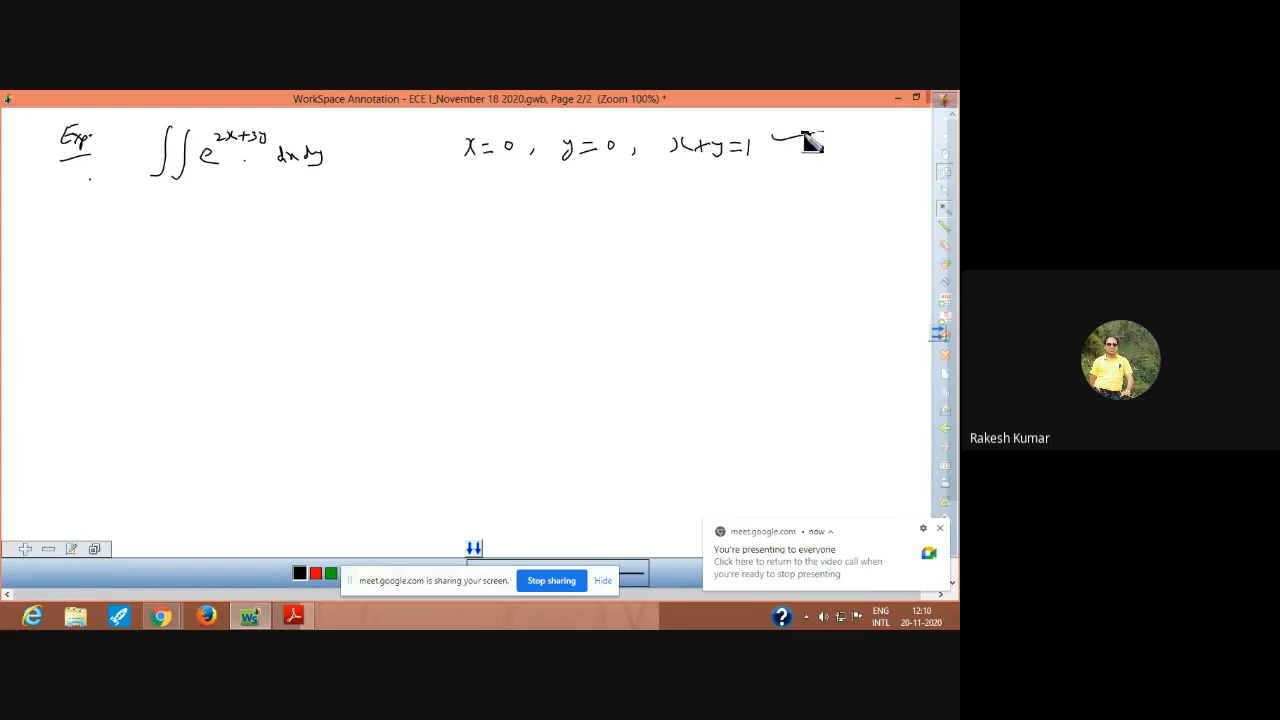 WorkSpace Annotation - ECE I_November 18 2020.gwb, Page 2/2 (Zoom 100%) *
Exp. ∬ e^(2x+3y) dx dy x = 0 , y = 0 , x+y=1
Rakesh Kumar
meet.google.com • now
You're presenting to everyone
Click here to return to the video call when
you're ready to stop presenting
meet.google.com is sharing your screen. Stop sharing Hide
ENG 12:10
INTL 20-11-2020